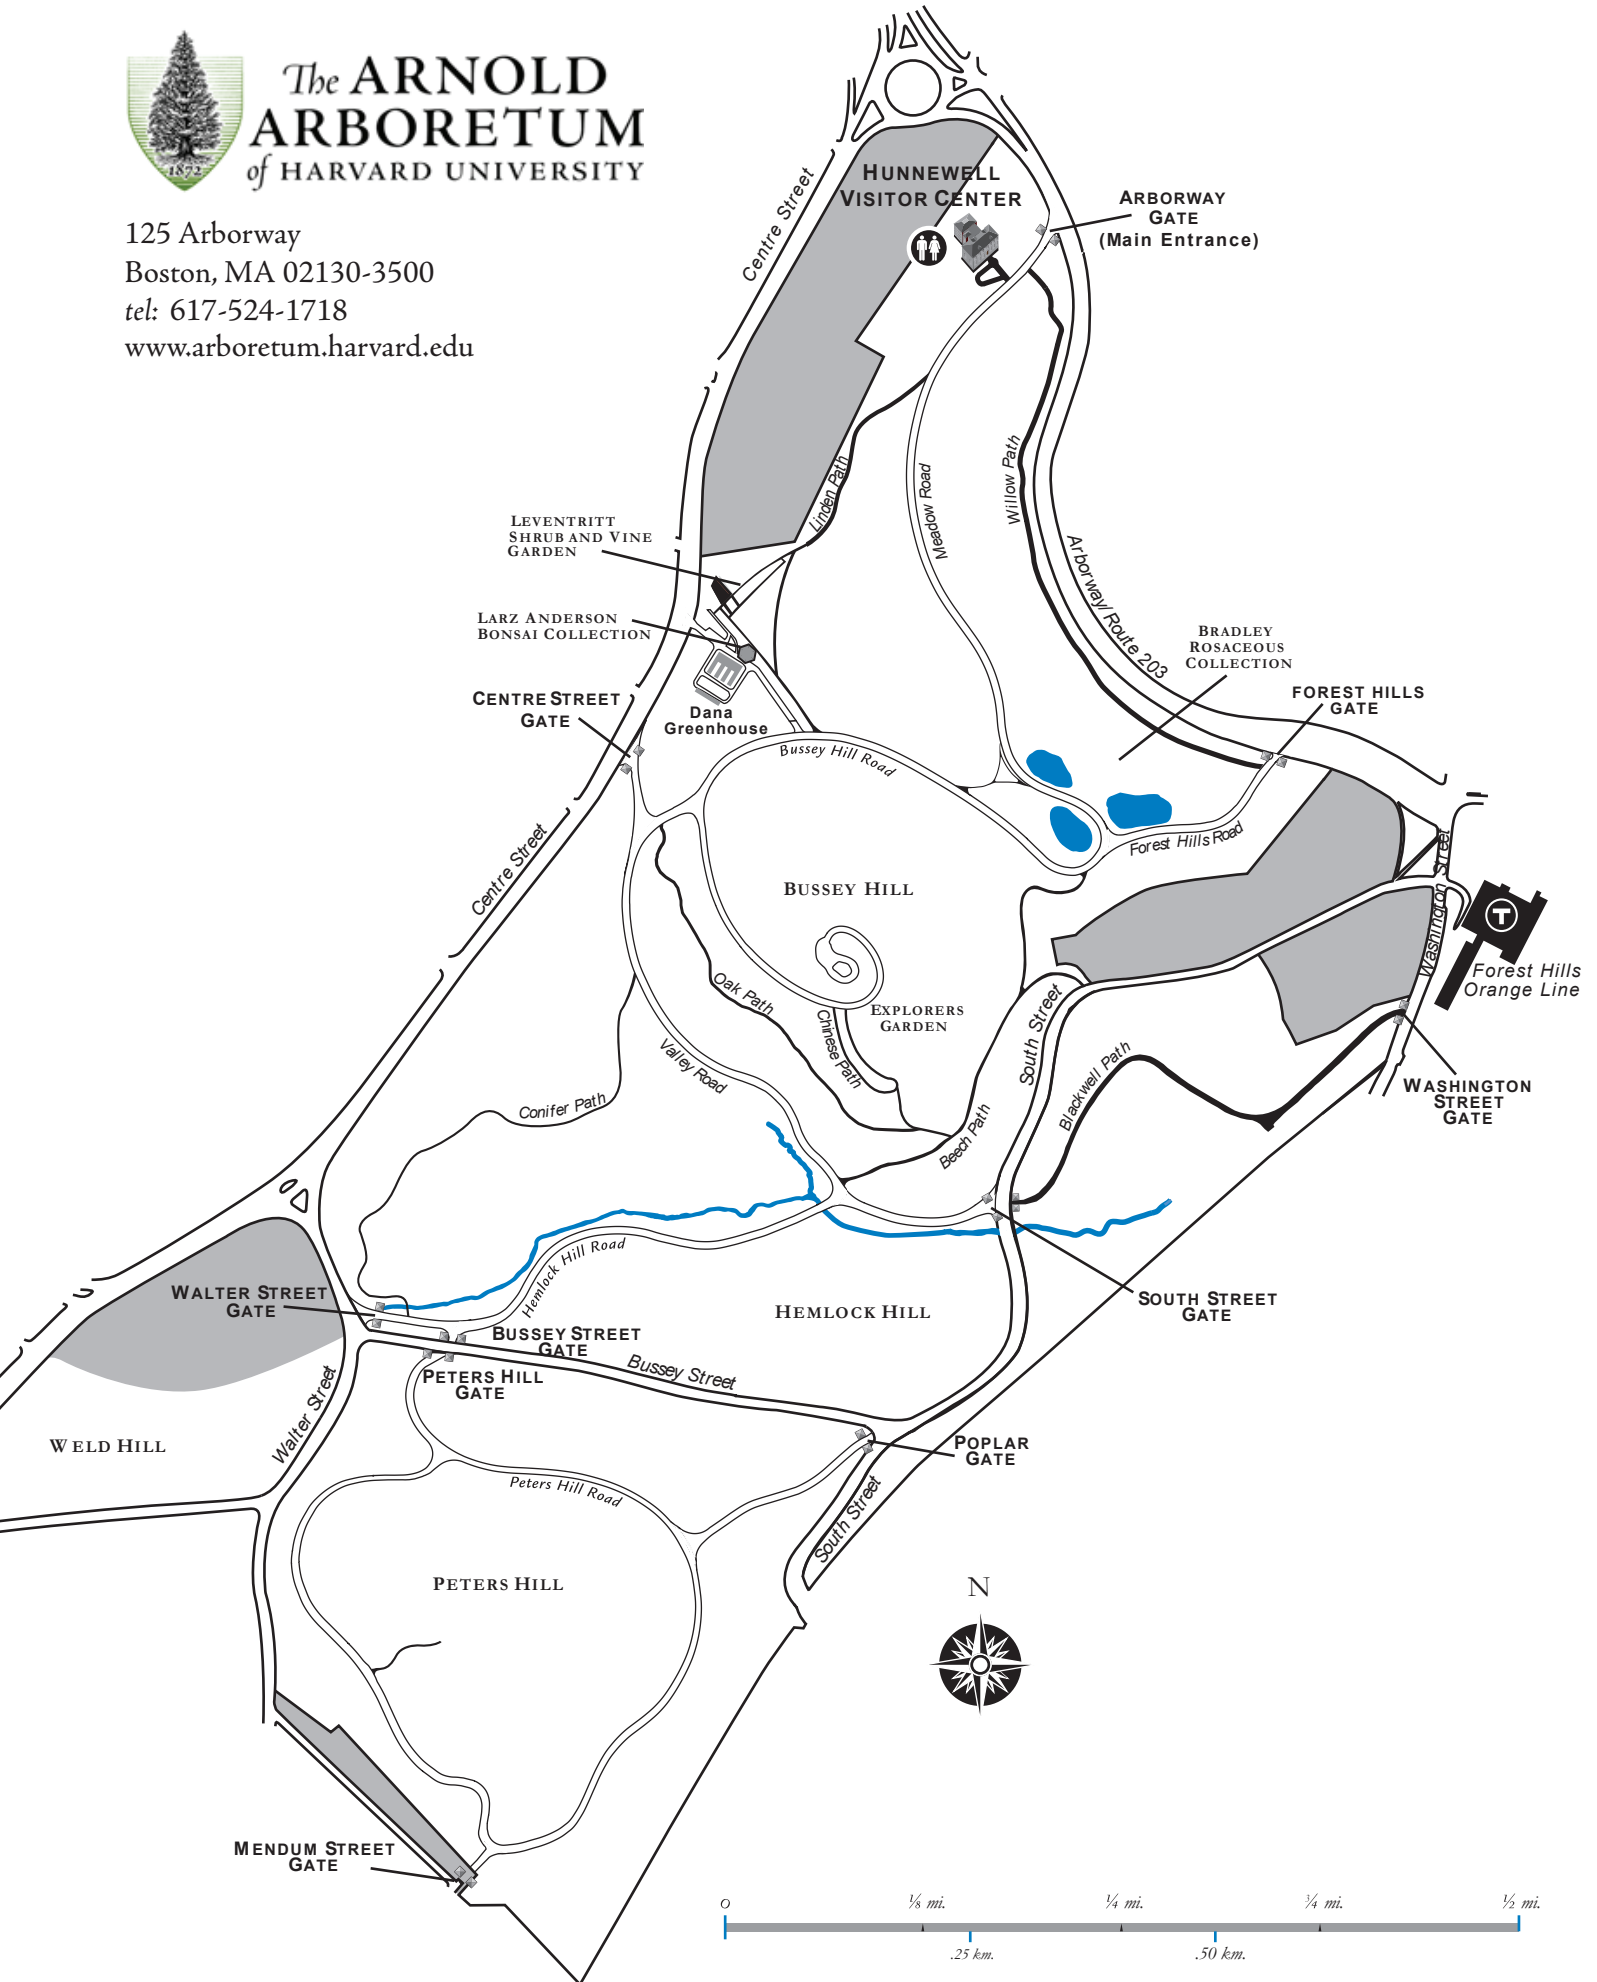 The ARNOLD
ARBORETUM
of HARVARD UNIVERSITY
1872
125 Arborway
Boston, MA 02130-3500
tel: 617-524-1718
www.arboretum.harvard.edu
HUNNEWELL
VISITOR CENTER
ARBORWAY
GATE
(Main Entrance)
Centre Street
Linden Path
Meadow Road
Willow Path
Arborway/Route 203
LEVENTRITT
SHRUB AND VINE
GARDEN
LARZ ANDERSON
BONSAI COLLECTION
BRADLEY
ROSACEOUS
COLLECTION
CENTRE STREET
GATE
Dana
Greenhouse
FOREST HILLS
GATE
Bussey Hill Road
Forest Hills Road
Centre Street
Washington Street
BUSSEY HILL
T
Forest Hills
Orange Line
Oak Path
EXPLORERS
GARDEN
Chinese Path
South Street
Valley Road
Blackwell Path
WASHINGTON
STREET
GATE
Conifer Path
Beech Path
Hemlock Hill Road
WALTER STREET
GATE
HEMLOCK HILL
SOUTH STREET
GATE
BUSSEY STREET
GATE
Bussey Street
PETERS HILL
GATE
Walter Street
WELD HILL
POPLAR
GATE
Peters Hill Road
South Street
PETERS HILL
N
MENDUM STREET
GATE
0 1/8 mi. 1/4 mi. 3/4 mi. 1/2 mi.
.25 km. .50 km.